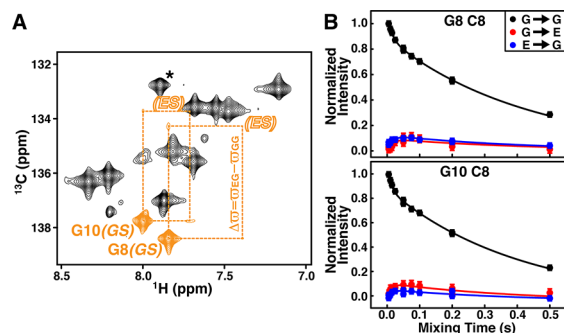 A
132
134
136
138
¹³C (ppm)
*
(ES)
(ES)
G10(GS)
G8(GS)
Δϖ=ϖEG−ϖGG
8.5
8.0
7.5
7.0
¹H (ppm)
B
G8 C8
G → G
G → E
E → G
Normalized
Intensity
1.0
0.8
0.6
0.4
0.2
0.0
G10 C8
Normalized
Intensity
1.0
0.8
0.6
0.4
0.2
0.0
0.0
0.1
0.2
0.3
0.4
0.5
Mixing Time (s)